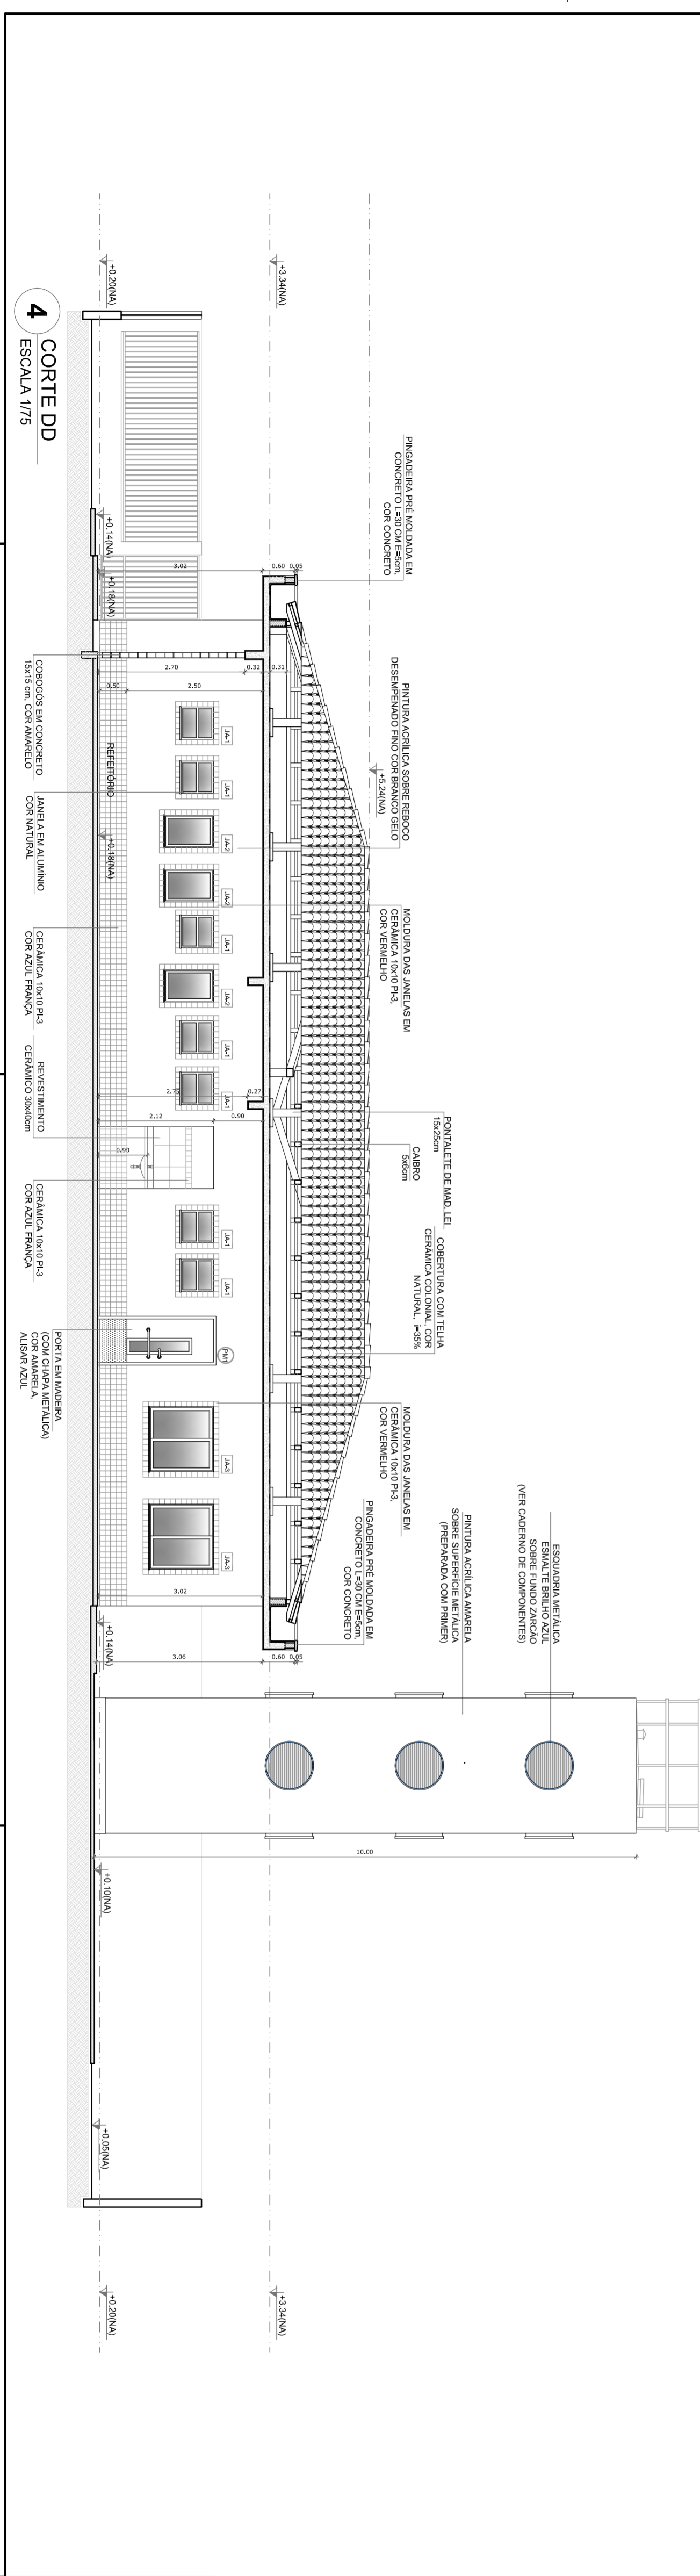 4
CORTE DD
ESCALA 1/75
+0.20(NA)
+3.34(NA)
PINGADEIRA PRÉ MOLDADA EM
CONCRETO L=30 CM E=5cm,
COR CONCRETO
+0.14(NA)
+0.18(NA)
3.02
0.60
0.05
PINTURA ACRÍLICA SOBRE REBOCO
DESEMPENADO FINO COR BRANCO GELO
+5.24(NA)
2.70
0.32
0.31
0.50
2.50
COBOGÓS EM CONCRETO
15x15 cm, COR AMARELO
REFEITÓRIO
+0.18(NA)
JANELA EM ALUMÍNIO
COR NATURAL
JA-1
JA-1
JA-2
JA-2
JA-1
JA-2
JA-1
JA-1
MOLDURA DAS JANELAS EM
CERÂMICA 10x10 PI-3,
COR VERMELHO
CERÂMICA 10x10 PI-3
COR AZUL FRANÇA
REVESTIMENTO
CERÂMICO 30x40cm
2.75
0.27
2.12
0.90
0.90
PONTALETE DE MAD. LEI
15x25cm
CAIBRO
5x6cm
CERÂMICA 10x10 PI-3
COR AZUL FRANÇA
JA-1
JA-1
COBERTURA COM TELHA
CERÂMICA COLONIAL, COR
NATURAL, i=35%
PORTA EM MADEIRA
(COM CHAPA METÁLICA)
COR AMARELA,
ALISAR AZUL
PM1
JA-3
JA-3
MOLDURA DAS JANELAS EM
CERÂMICA 10x10 PI-3,
COR VERMELHO
PINGADEIRA PRÉ MOLDADA EM
CONCRETO L=30 CM E=5cm,
COR CONCRETO
3.02
+0.14(NA)
3.06
0.60
0.05
ESQUADRIA METÁLICA
ESMALTE BRILHO AZUL
SOBRE FUNDO ZARCÃO
(VER CADERNO DE COMPONENTES)
PINTURA ACRÍLICA AMARELA
SOBRE SUPERFÍCIE METÁLICA
(PREPARADA COM PRIMER)
10.00
+0.10(NA)
+0.05(NA)
+0.20(NA)
+3.34(NA)